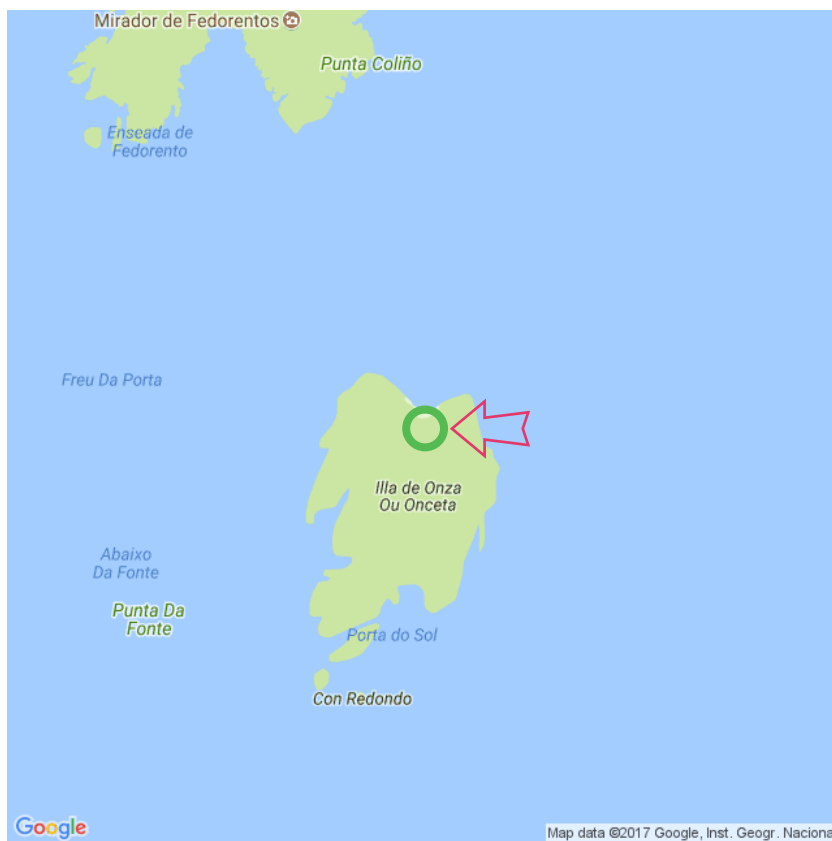 Mirador de Fedorentos
Punta Coliño
Enseada de
Fedorento
Freu Da Porta
Illa de Onza
Ou Onceta
Abaixo
Da Fonte
Punta Da
Fonte
Porta do Sol
Con Redondo
Google
Map data ©2017 Google, Inst. Geogr. Naciona